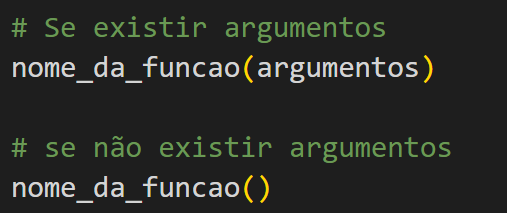 # Se existir argumentos
nome_da_funcao(argumentos)
# se não existir argumentos
nome_da_funcao()